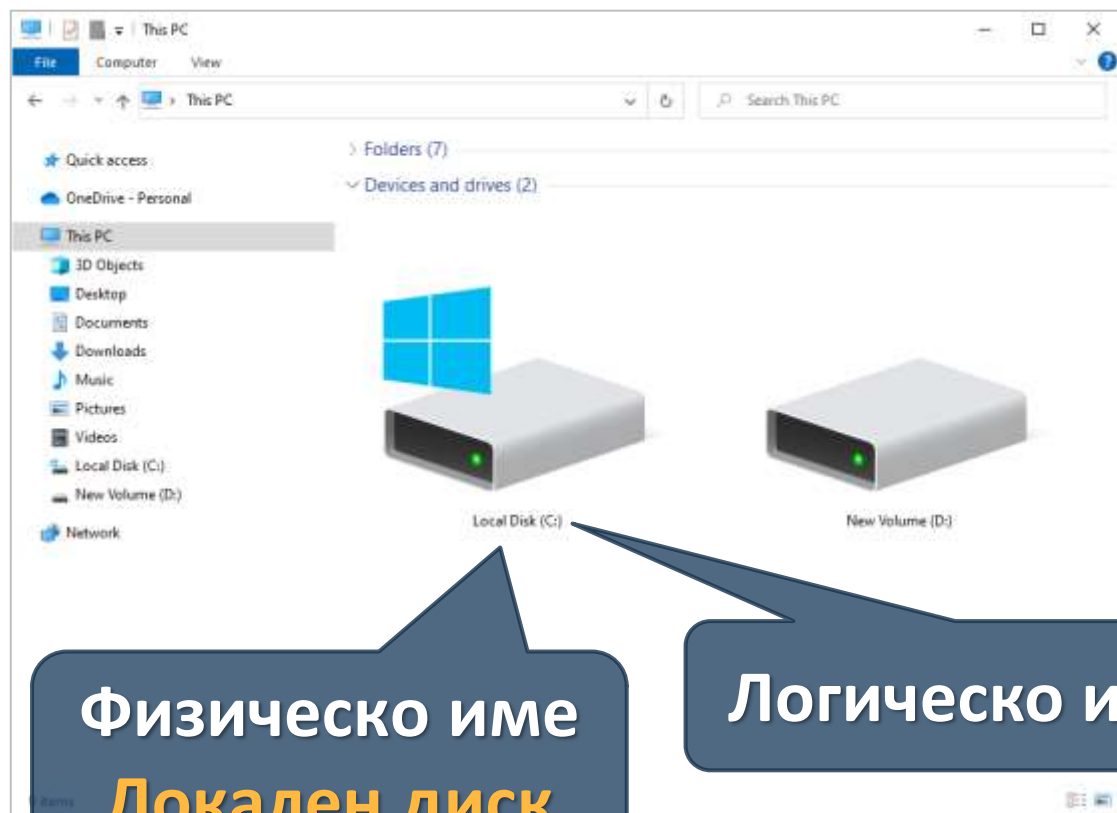 This PC
File Computer View
This PC Search This PC
Quick access
OneDrive - Personal
This PC
3D Objects
Desktop
Documents
Downloads
Music
Pictures
Videos
Local Disk (C:)
New Volume (D:)
Network
Folders (7)
Devices and drives (2)
Local Disk (C:) New Volume (D:)
Физическо име
Локален диск
Логическо и
items